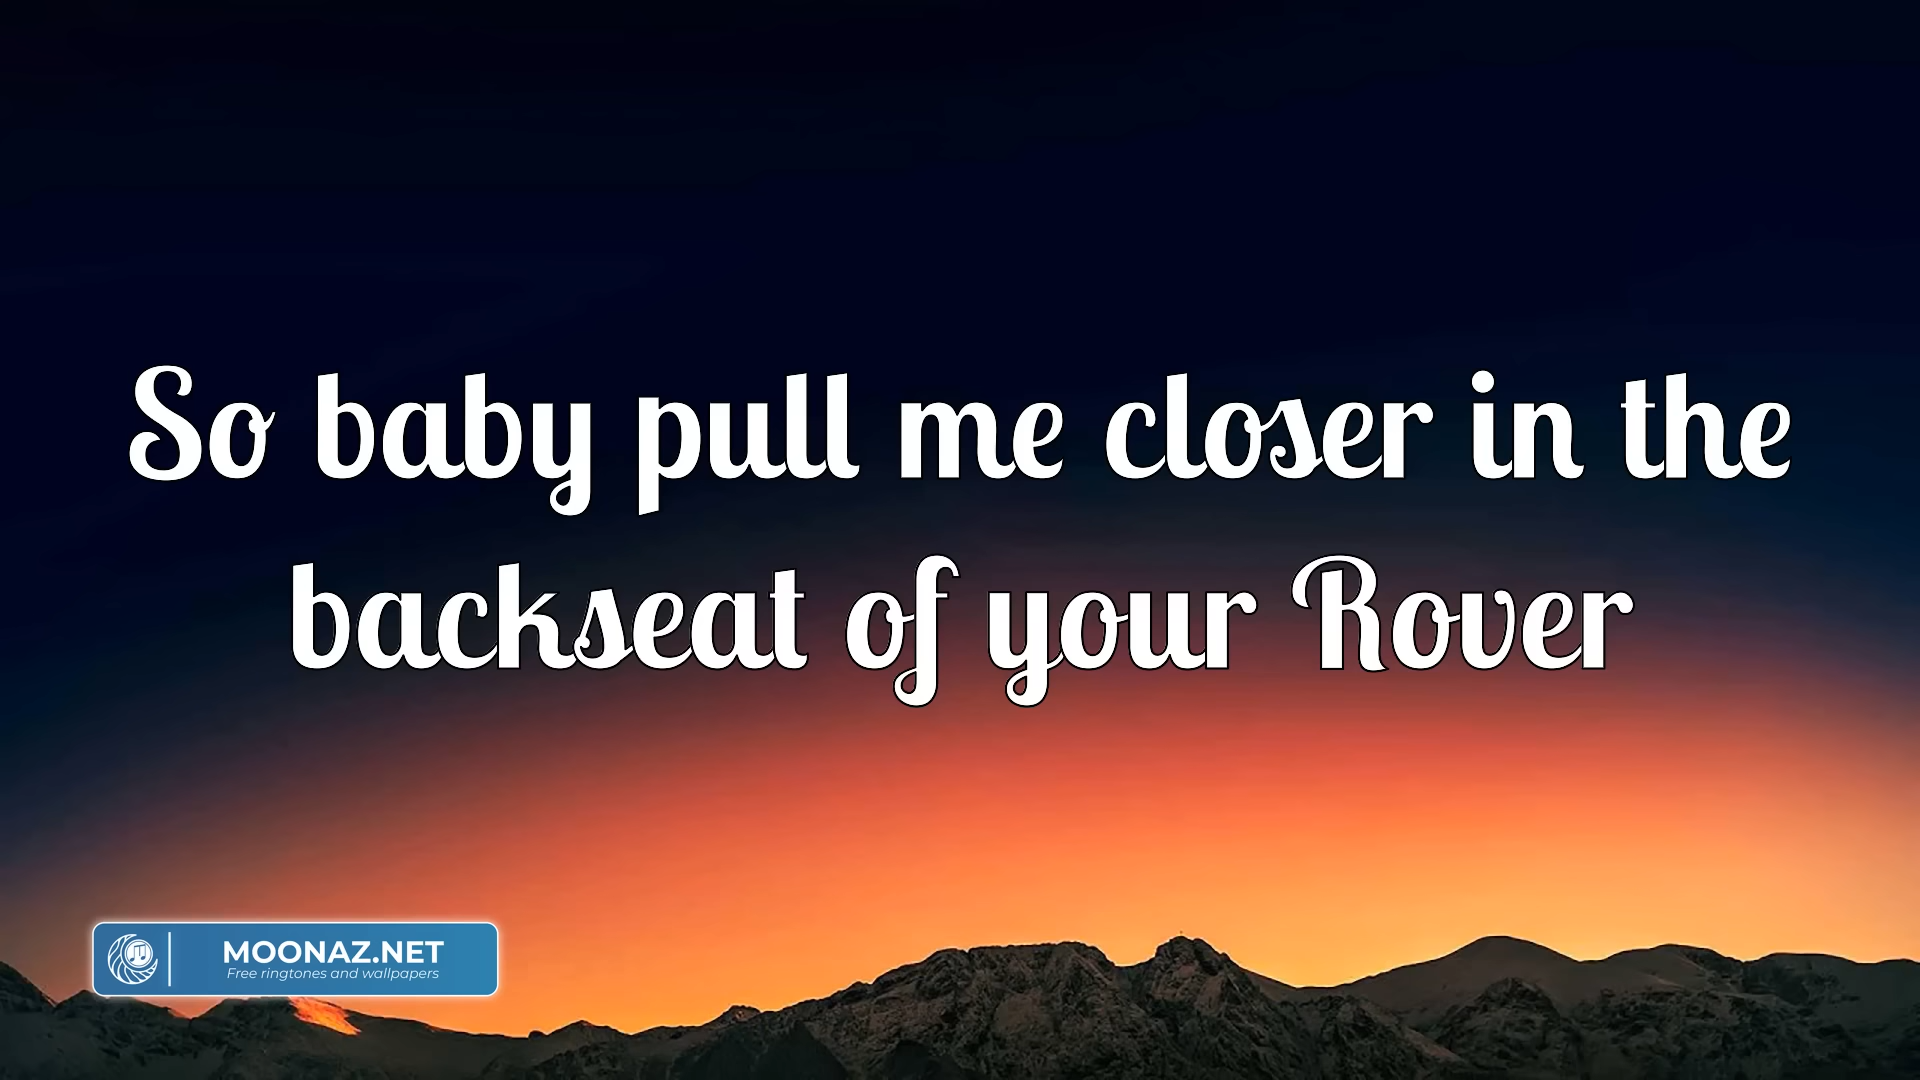 So baby pull me closer in the
backseat of your Rover
MOONAZ.NET
Free ringtones and wallpapers